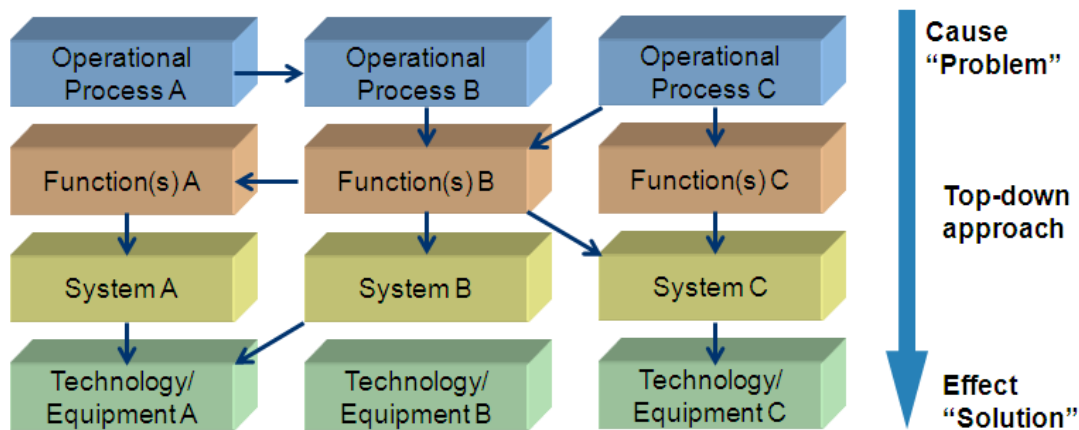 Operational
Process A
Operational
Process B
Operational
Process C
Cause
“Problem”
Function(s) A
Function(s) B
Function(s) C
Top-down
approach
System A
System B
System C
Technology/
Equipment A
Technology/
Equipment B
Technology/
Equipment C
Effect
“Solution”